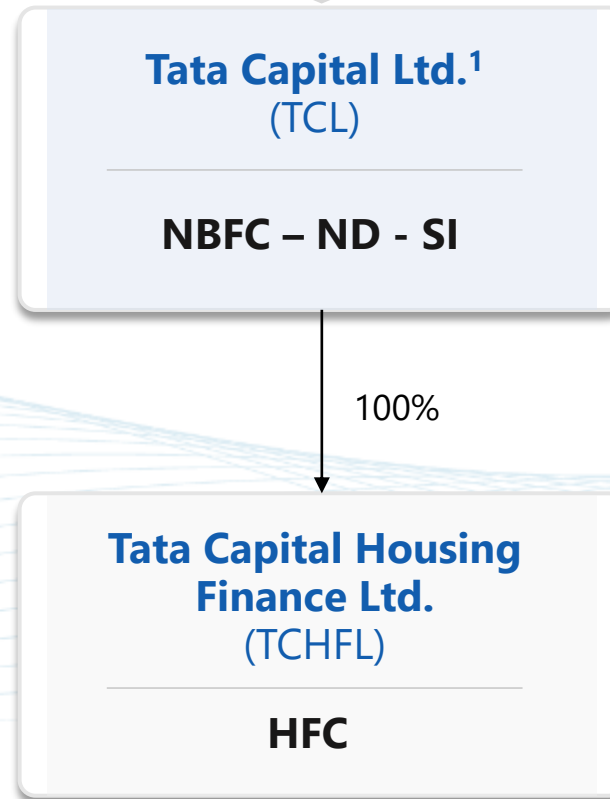 Tata Capital Ltd.¹
(TCL)
NBFC – ND - SI
100%
Tata Capital Housing
Finance Ltd.
(TCHFL)
HFC